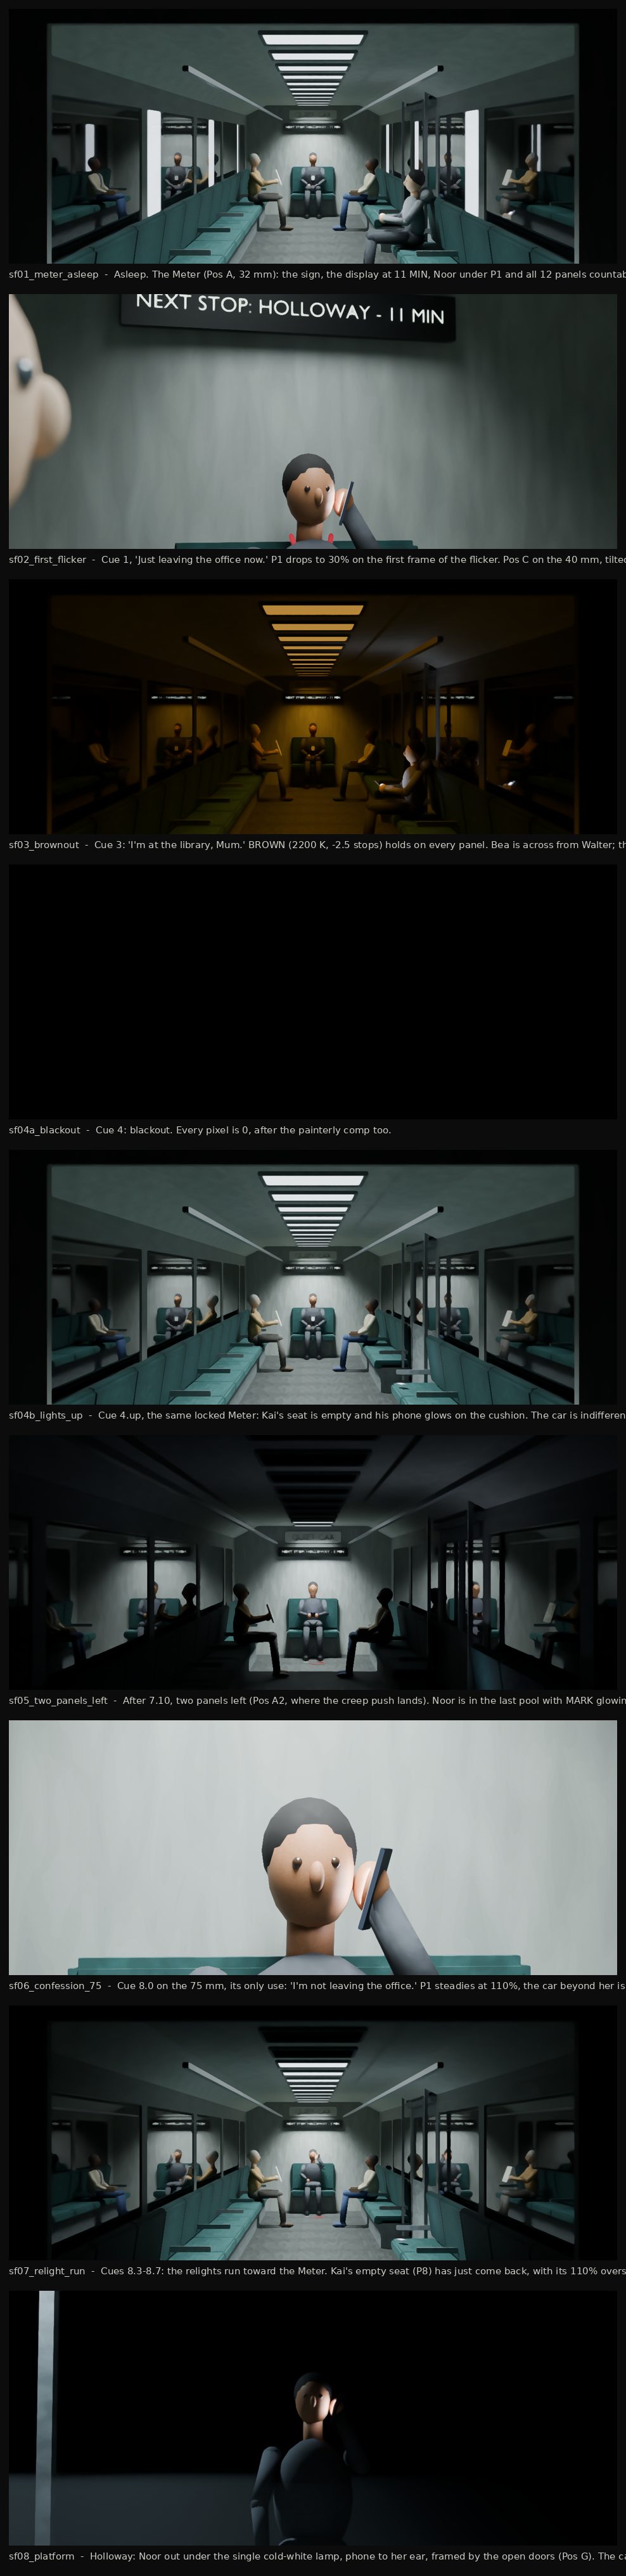 sf01_meter_asleep - Asleep. The Meter (Pos A, 32 mm): the sign, the display at 11 MIN, Noor under P1 and all 12 panels countab
NEXT STOP: HOLLOWAY - 11 MIN
sf02_first_flicker - Cue 1, 'Just leaving the office now.' P1 drops to 30% on the first frame of the flicker. Pos C on the 40 mm, tilted
sf03_brownout - Cue 3: 'I'm at the library, Mum.' BROWN (2200 K, -2.5 stops) holds on every panel. Bea is across from Walter; th
sf04a_blackout - Cue 4: blackout. Every pixel is 0, after the painterly comp too.
sf04b_lights_up - Cue 4.up, the same locked Meter: Kai's seat is empty and his phone glows on the cushion. The car is indifferen
sf05_two_panels_left - After 7.10, two panels left (Pos A2, where the creep push lands). Noor is in the last pool with MARK glowin
sf06_confession_75 - Cue 8.0 on the 75 mm, its only use: 'I'm not leaving the office.' P1 steadies at 110%, the car beyond her is
sf07_relight_run - Cues 8.3-8.7: the relights run toward the Meter. Kai's empty seat (P8) has just come back, with its 110% overs
sf08_platform - Holloway: Noor out under the single cold-white lamp, phone to her ear, framed by the open doors (Pos G). The ca